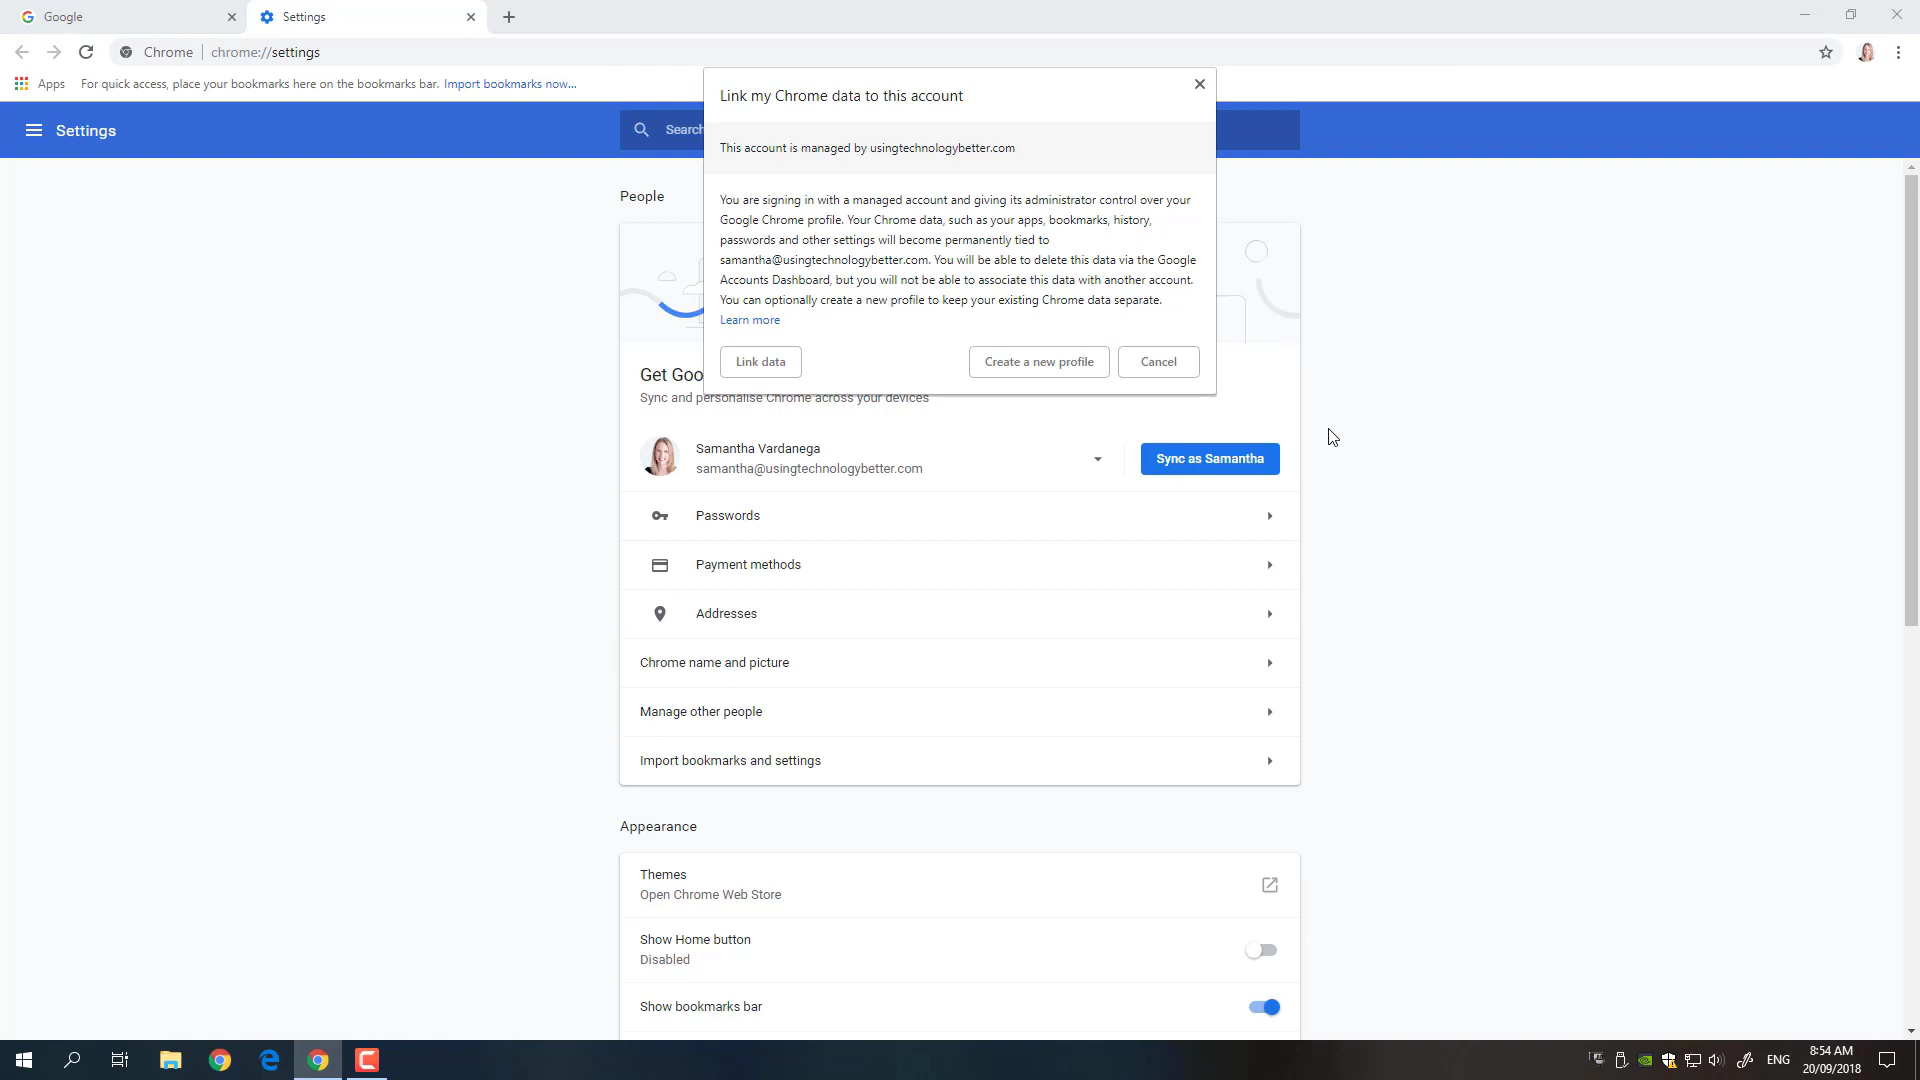 Google
Settings
Chrome
chrome://settings
Apps
For quick access, place your bookmarks here on the bookmarks bar.
Import bookmarks now...
Settings
Search
Link my Chrome data to this account
This account is managed by usingtechnologybetter.com
You are signing in with a managed account and giving its administrator control over your
Google Chrome profile. Your Chrome data, such as your apps, bookmarks, history,
passwords and other settings will become permanently tied to
samantha@usingtechnologybetter.com. You will be able to delete this data via the Google
Accounts Dashboard, but you will not be able to associate this data with another account.
You can optionally create a new profile to keep your existing Chrome data separate.
Learn more
Link data
Create a new profile
Cancel
People
Get Goo
Sync and personalise Chrome across your devices
Samantha Vardanega
samantha@usingtechnologybetter.com
Sync as Samantha
Passwords
Payment methods
Addresses
Chrome name and picture
Manage other people
Import bookmarks and settings
Appearance
Themes
Open Chrome Web Store
Show Home button
Disabled
Show bookmarks bar
ENG
8:54 AM
20/09/2018